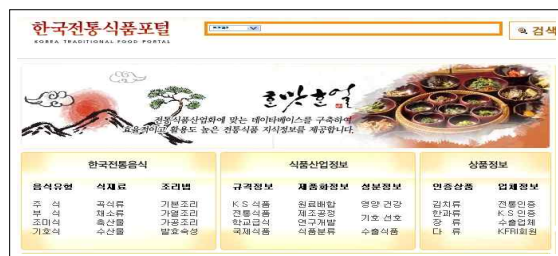 한국전통식품포털
KOREA TRADITIONAL FOOD PORTAL
검색
전통식품산업화에 맞는 데이타베이스를 구축하여
효율적이고 활용도 높은 전통식품 지식정보를 제공합니다.
한국전통음식 식품산업정보 상품정보
음식유형 식재료 조리법 규격정보 제품화정보 성분정보 인증상품 업체정보
주 식 곡식류 기본조리 KS식품 원료배합 영양 건강 김치류 전통인증
부 식 채소류 가열조리 전통식품 제조공정 기호 선호 한과류 K.S 인증
조미식 축산물 가공조리 학교급식 연구개발 장 류 수출업체
기호식 수산물 발효숙성 국제식품 식품분류 수출식품 다 류 KFRI회원